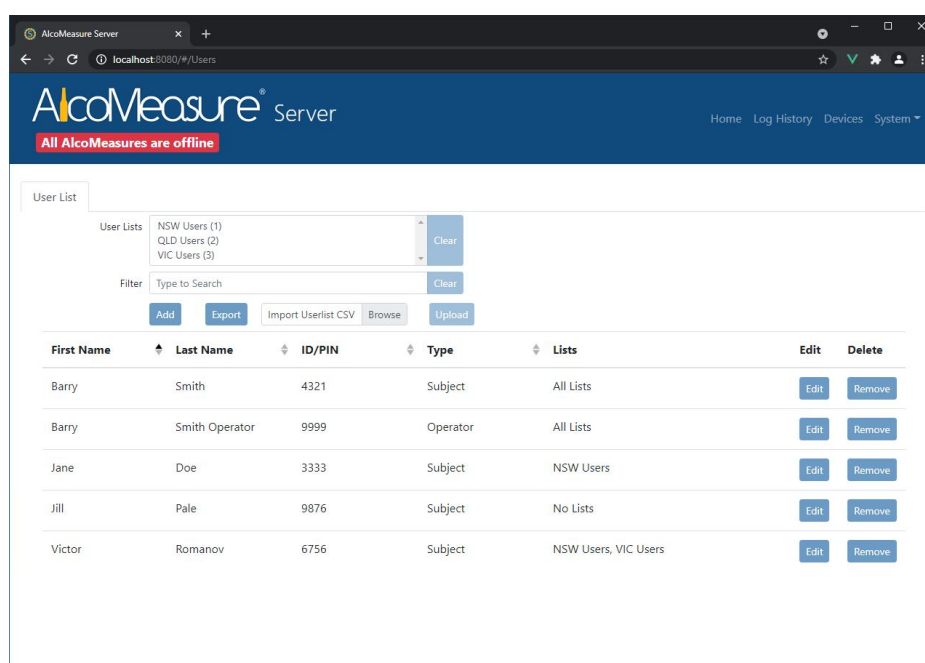 AlcoMeasure Server
localhost:8080/#/Users
AlcoMeasure® Server
All AlcoMeasures are offline
Home Log History Devices System
User List
User Lists NSW Users (1)
QLD Users (2)
VIC Users (3)
Clear
Filter Type to Search Clear
Add Export Import Userlist CSV Browse Upload
First Name Last Name ID/PIN Type Lists Edit Delete
Barry Smith 4321 Subject All Lists Edit Remove
Barry Smith Operator 9999 Operator All Lists Edit Remove
Jane Doe 3333 Subject NSW Users Edit Remove
Jill Pale 9876 Subject No Lists Edit Remove
Victor Romanov 6756 Subject NSW Users, VIC Users Edit Remove